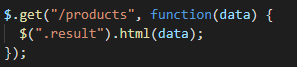 $.get("/products", function(data) {
  $(".result").html(data);
});